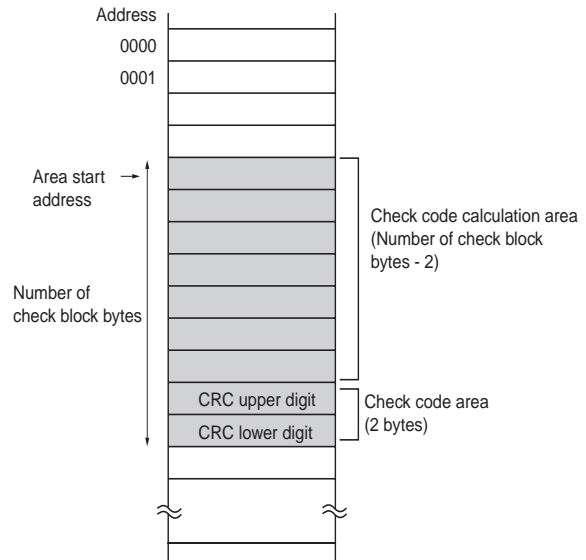 Address
0000
0001
Area start
address
Check code calculation area
(Number of check block
bytes - 2)
Number of
check block bytes
CRC upper digit
CRC lower digit
Check code area
(2 bytes)